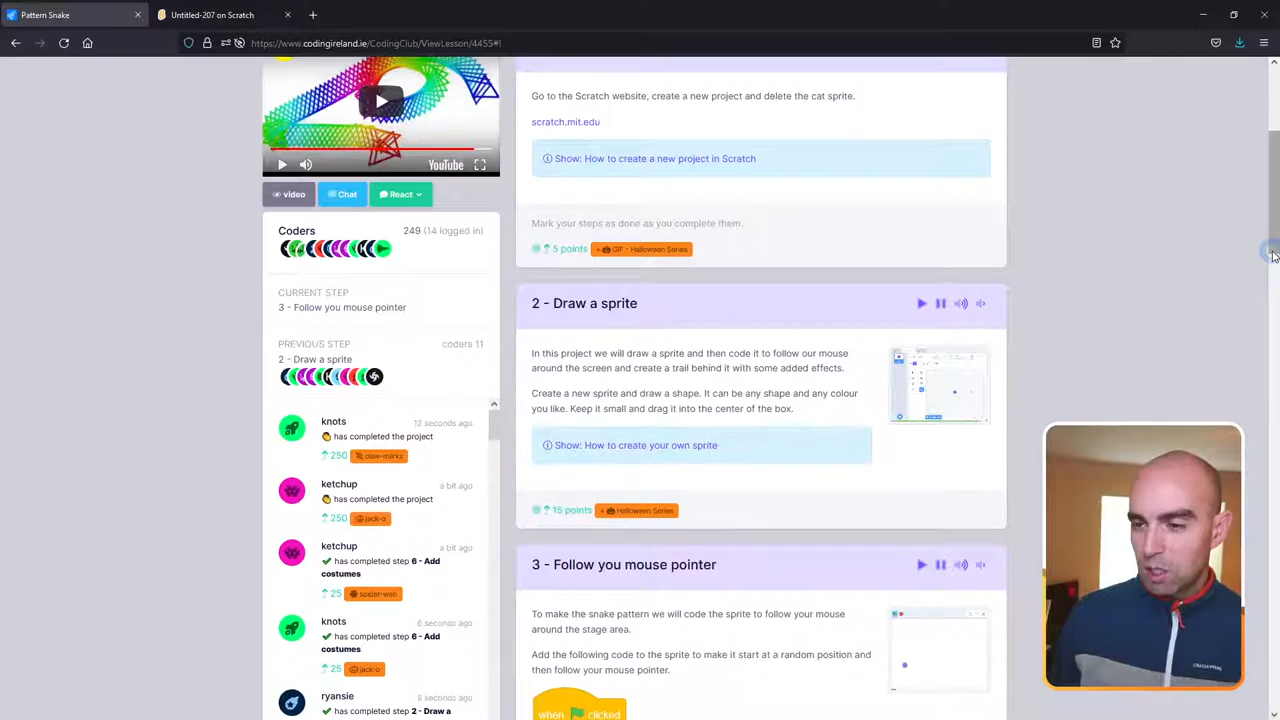 Pattern Snake
Untitled-207 on Scratch
https://www.codingireland.ie/CodingClub/ViewLesson/4455#
YouTube
video
Chat
React
Coders
249 (14 logged in)
CURRENT STEP
3 - Follow you mouse pointer
PREVIOUS STEP
coders 11
2 - Draw a sprite
knots
12 seconds ago
has completed the project
250
claw-marks
ketchup
a bit ago
has completed the project
250
jack-o
ketchup
a bit ago
has completed step 6 - Add
costumes
25
spider-web
knots
6 seconds ago
has completed step 6 - Add
costumes
25
jack-o
ryansie
8 seconds ago
has completed step 2 - Draw a
Go to the Scratch website, create a new project and delete the cat sprite.
scratch.mit.edu
Show: How to create a new project in Scratch
Mark your steps as done as you complete them.
5 points
+ GIF - Halloween Series
2 - Draw a sprite
In this project we will draw a sprite and then code it to follow our mouse
around the screen and create a trail behind it with some added effects.
Create a new sprite and draw a shape. It can be any shape and any colour
you like. Keep it small and drag it into the center of the box.
Show: How to create your own sprite
15 points
+ Halloween Series
3 - Follow you mouse pointer
To make the snake pattern we will code the sprite to follow your mouse
around the stage area.
Add the following code to the sprite to make it start at a random position and
then follow your mouse pointer.
when clicked